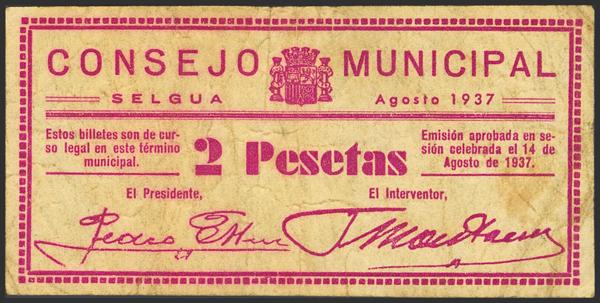 CONSEJO MUNICIPAL
SELGUA Agosto 1937
Estos billetes son de cur-
so legal en este término
municipal.
2 Pesetas
Emisión aprobada en se-
sión celebrada el 14 de
Agosto de 1937.
El Presidente, El Interventor,
Pedro